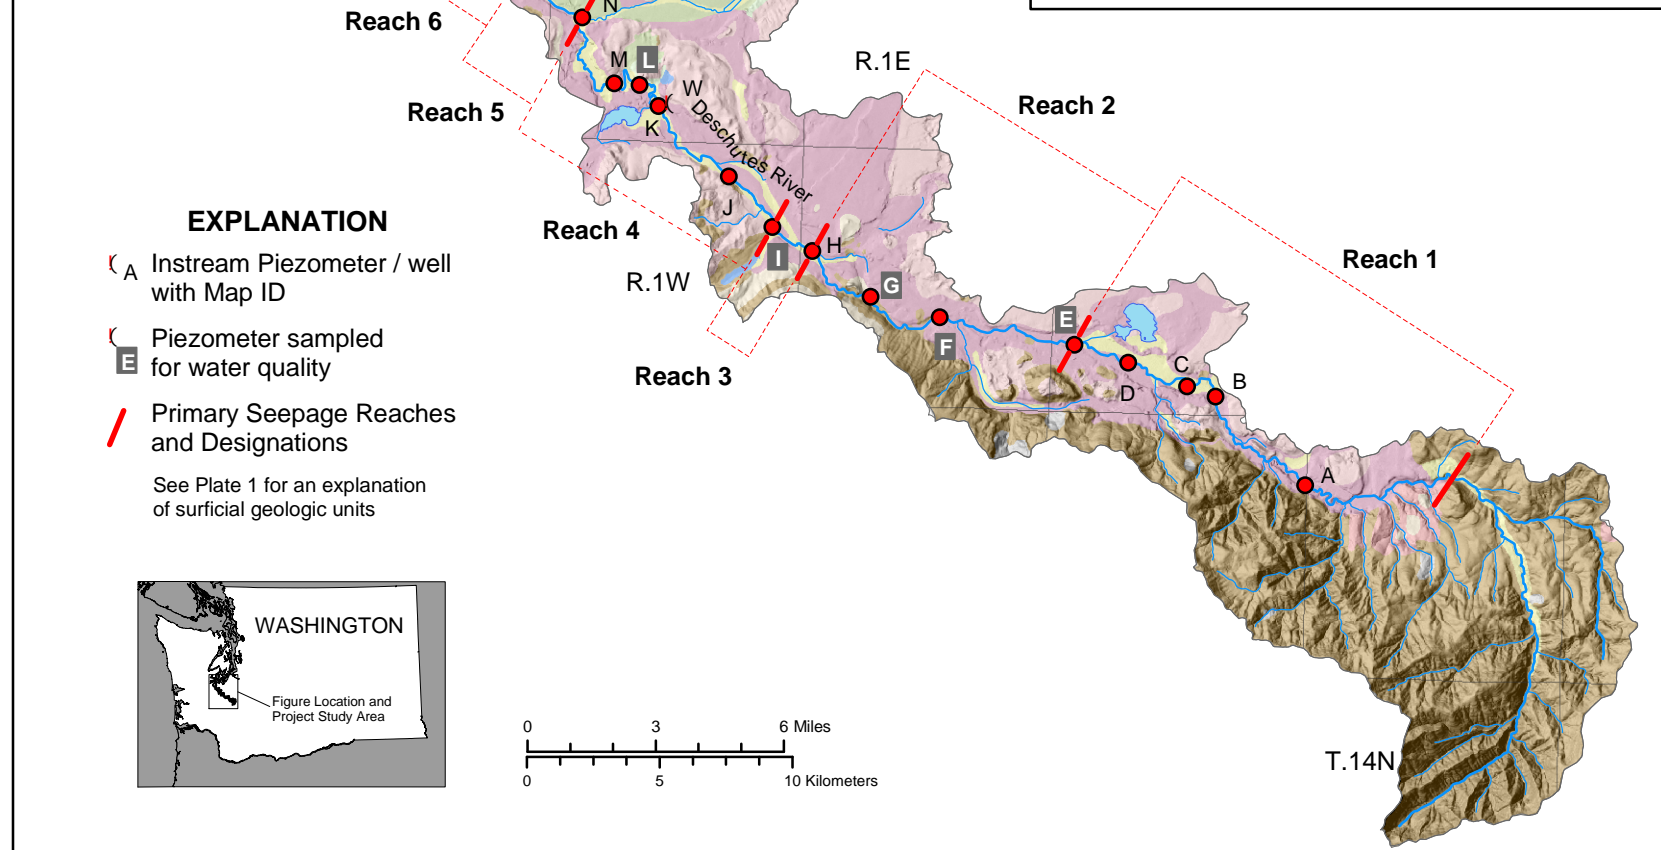 N
Reach 6
M
L
W
R.1E
Reach 2
Reach 5
K
Deschutes River
EXPLANATION
J
Reach 4
H
I
Reach 1
A
Instream Piezometer / well
with Map ID
R.1W
G
E
Piezometer sampled
for water quality
E
F
Reach 3
C
B
D
Primary Seepage Reaches
and Designations
A
See Plate 1 for an explanation
of surficial geologic units
WASHINGTON
Figure Location and
Project Study Area
0 3 6 Miles
0 5 10 Kilometers
T.14N